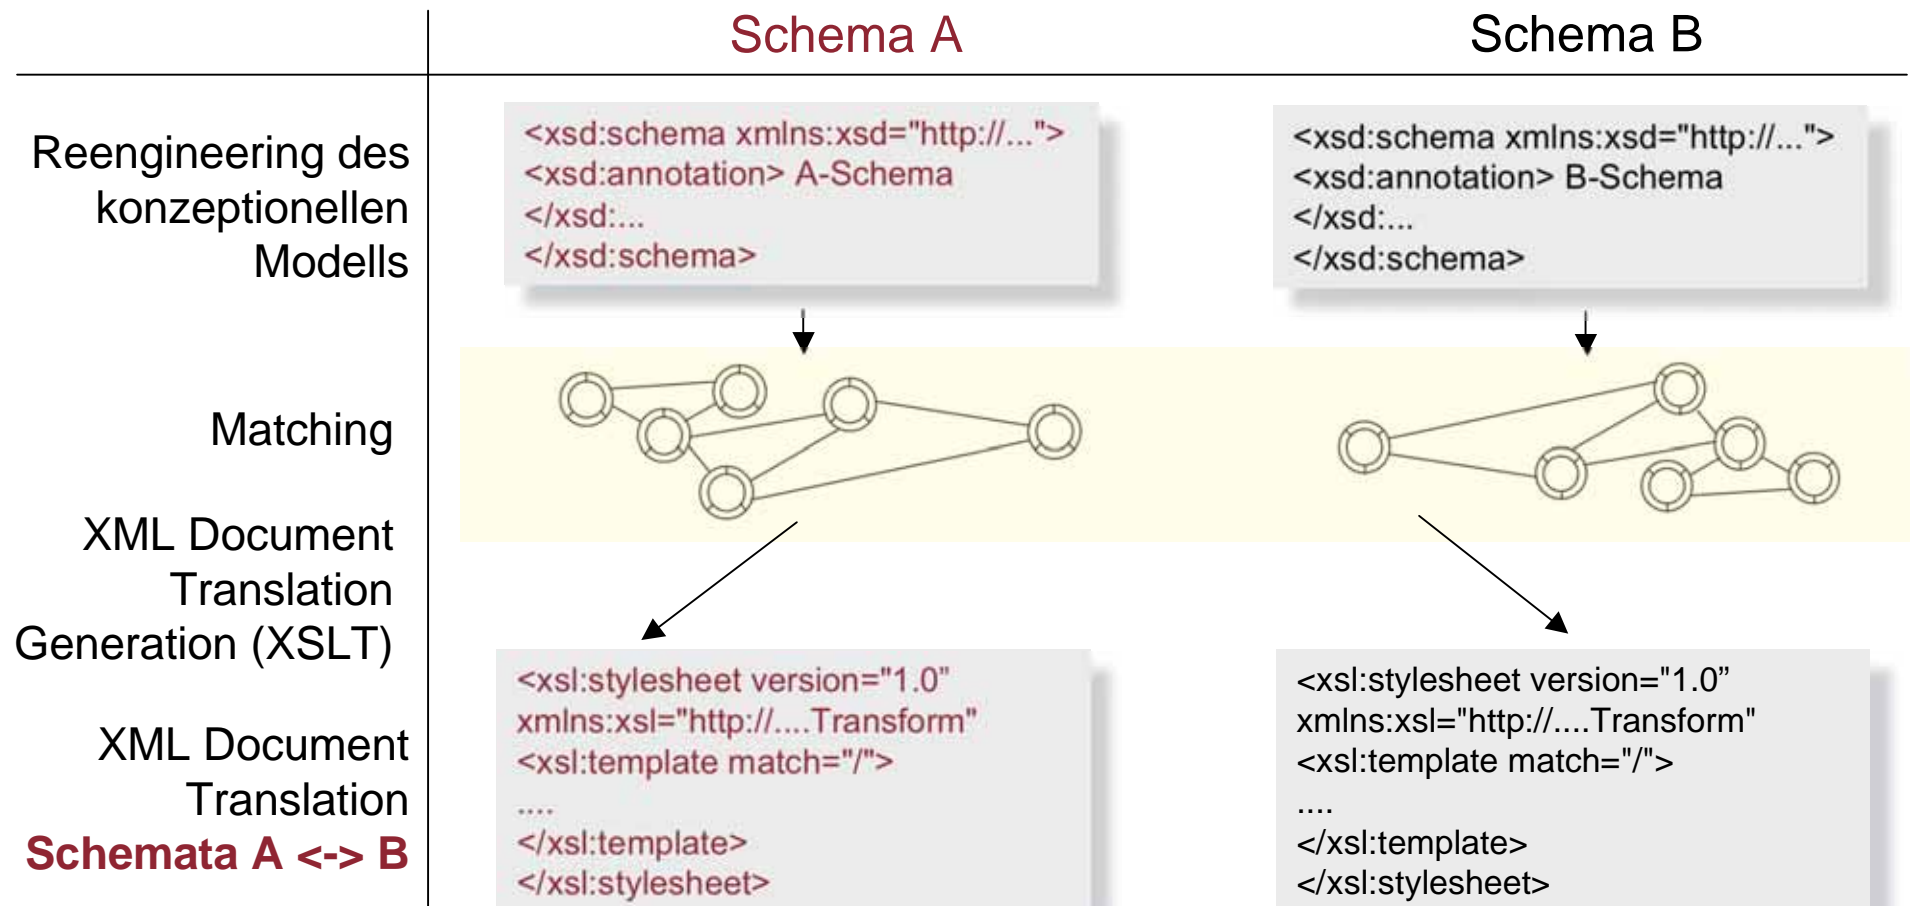 Schema A
Schema B
Reengineering des
konzeptionellen
Modells
<xsd:schema xmlns:xsd="http://...">
<xsd:annotation> A-Schema
</xsd:...
</xsd:schema>
<xsd:schema xmlns:xsd="http://...">
<xsd:annotation> B-Schema
</xsd:...
</xsd:schema>
Matching
XML Document
Translation
Generation (XSLT)
XML Document
Translation
Schemata A <-> B
<xsl:stylesheet version="1.0”
xmlns:xsl="http://....Transform"
<xsl:template match="/">
....
</xsl:template>
</xsl:stylesheet>
<xsl:stylesheet version="1.0”
xmlns:xsl="http://....Transform"
<xsl:template match="/">
....
</xsl:template>
</xsl:stylesheet>